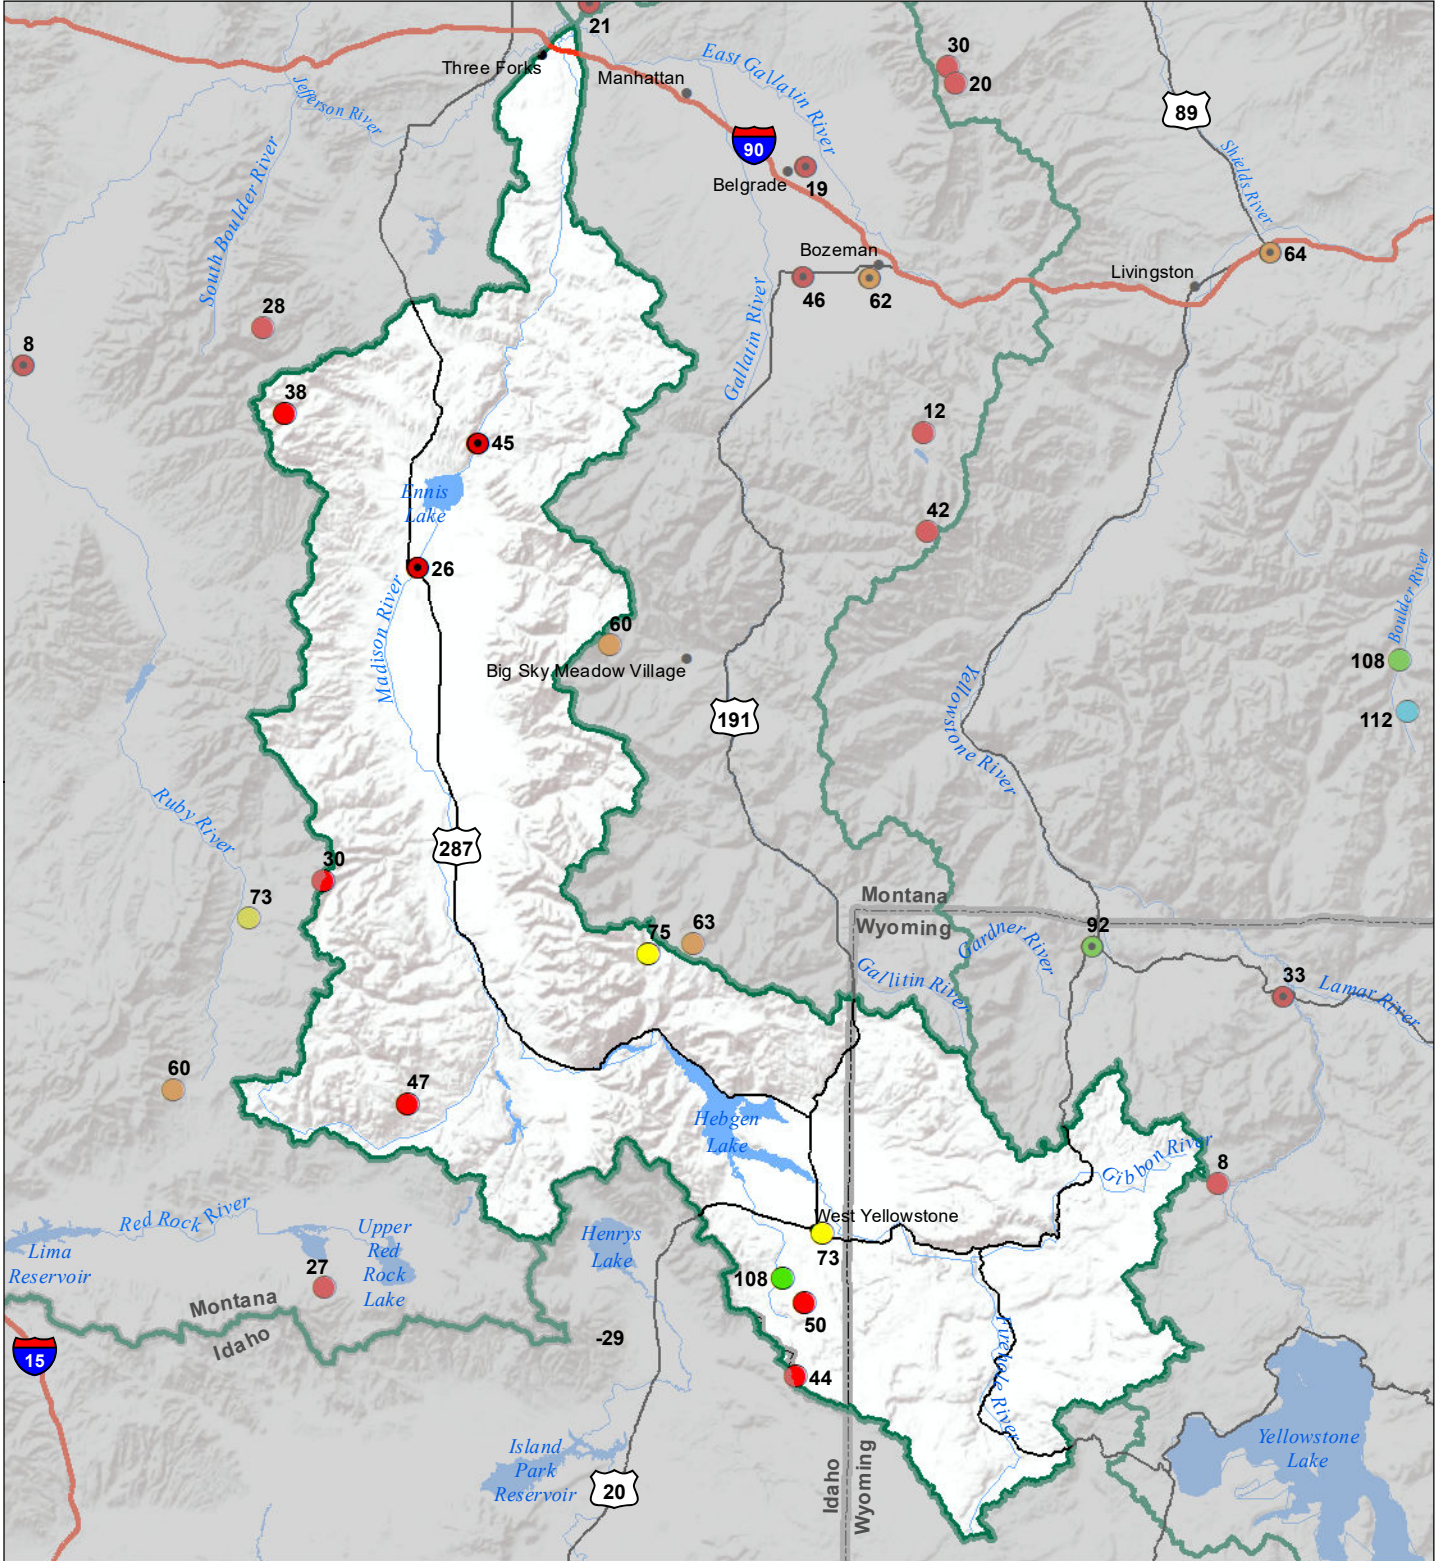 21
Three Forks
Manhattan
East Gallatin River
30
20
89
Jefferson River
90
Belgrade
19
Shields River
South Boulder River
Bozeman
46
62
Livingston
64
28
Gallatin River
8
38
45
12
Ennis
Lake
42
26
Madison River
60
Big Sky Meadow Village
Boulder River
108
112
191
Yellowstone River
Ruby River
287
30
73
Montana
Wyoming
75
63
Gardner River
92
Gallitin River
33
Lamar River
60
47
Hebgen
Lake
Gibbon River
8
Red Rock River
Lima
Reservoir
Upper
Red
Rock
Lake
27
Henrys
Lake
West Yellowstone
73
108
50
Montana
Idaho
-29
44
15
Firehole River
Island
Park
Reservoir
20
Idaho
Wyoming
Yellowstone
Lake